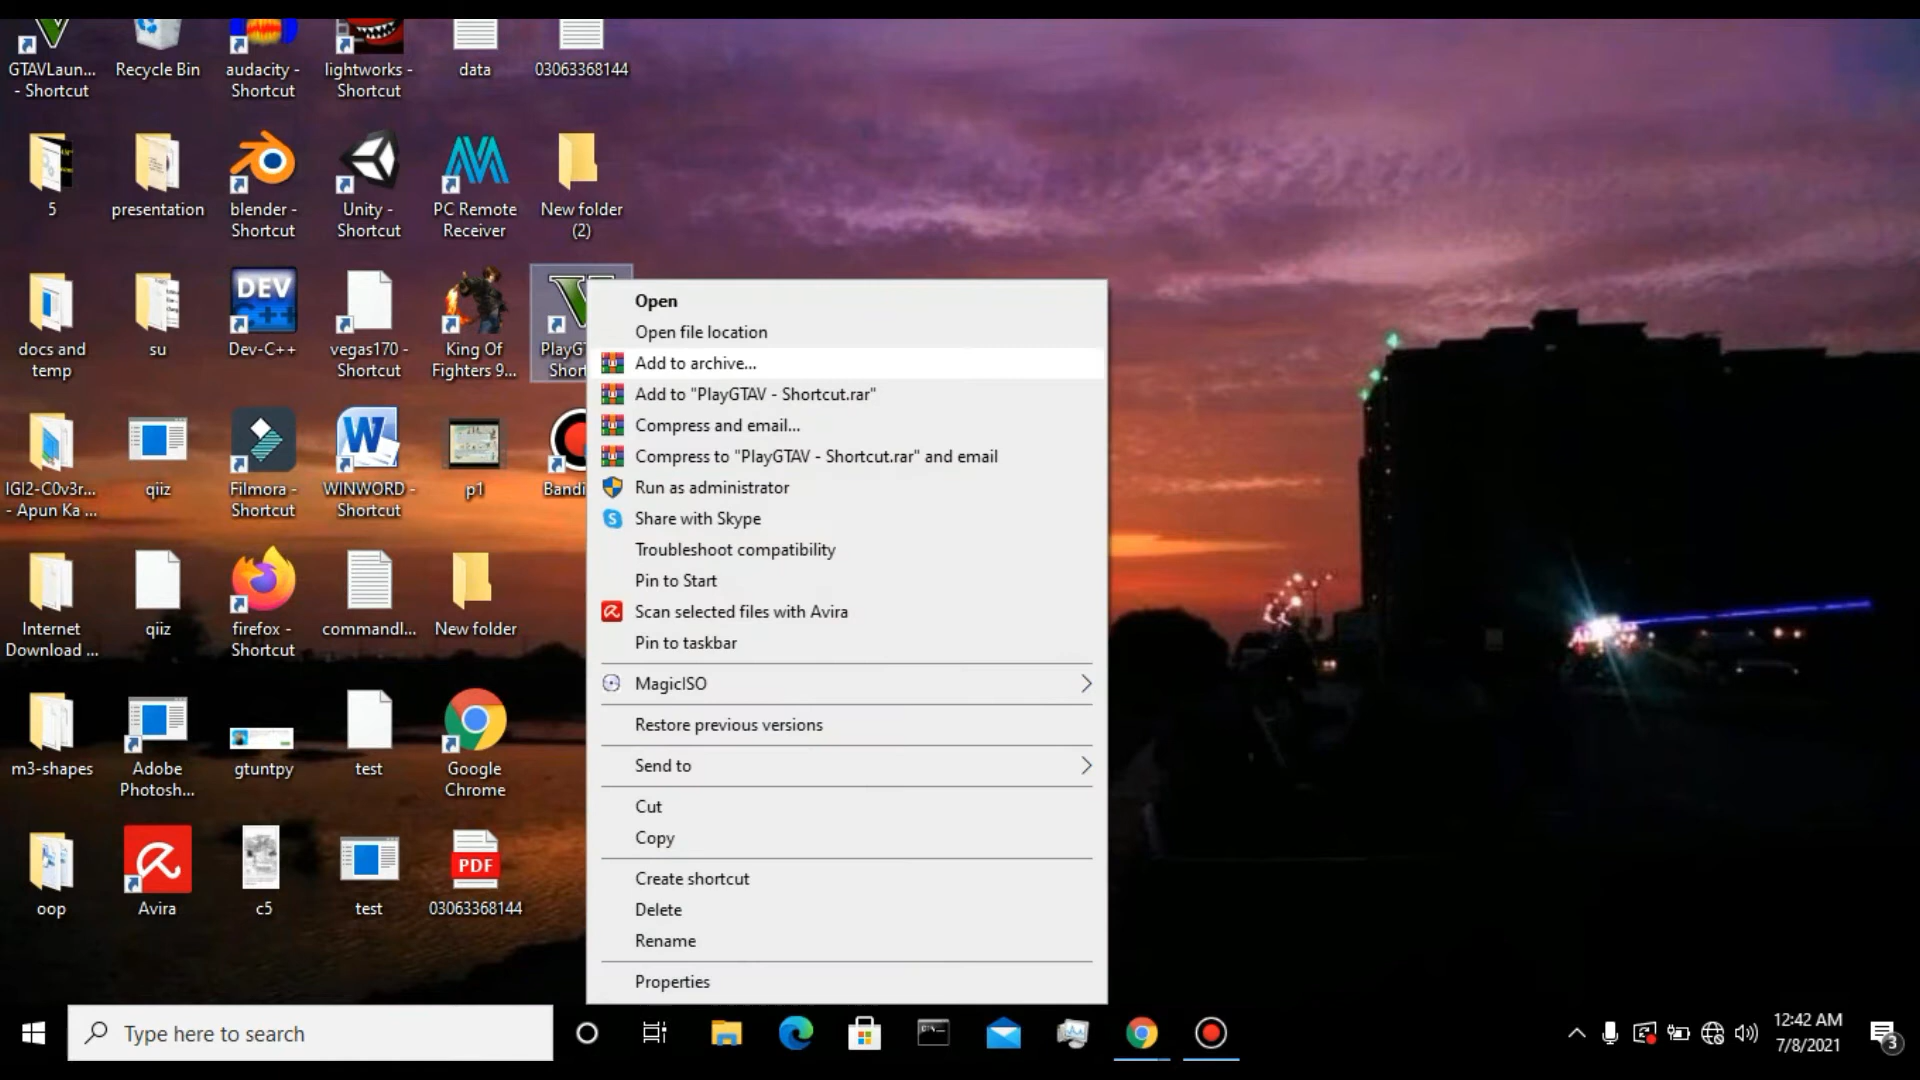 GTAVLaun...
- Shortcut
Recycle Bin
audacity -
Shortcut
lightworks -
Shortcut
data
03063368144
5
presentation
blender -
Shortcut
Unity -
Shortcut
PC Remote
Receiver
New folder
(2)
docs and
temp
su
DEV
C++
Dev-C++
vegas170 -
Shortcut
King Of
Fighters 9...
PlayG
Shor
IGI2-C0v3r...
- Apun Ka ...
qiiz
Filmora -
Shortcut
W
WINWORD -
Shortcut
p1
Bandi
Internet
Download ...
qiiz
firefox -
Shortcut
commandl...
New folder
m3-shapes
Adobe
Photosh...
gtuntpy
test
Google
Chrome
oop
Avira
c5
test
PDF
03063368144
Open
Open file location
Add to archive...
Add to "PlayGTAV - Shortcut.rar"
Compress and email...
Compress to "PlayGTAV - Shortcut.rar" and email
Run as administrator
Share with Skype
Troubleshoot compatibility
Pin to Start
Scan selected files with Avira
Pin to taskbar
MagicISO
Restore previous versions
Send to
Cut
Copy
Create shortcut
Delete
Rename
Properties
Type here to search
12:42 AM
7/8/2021
3